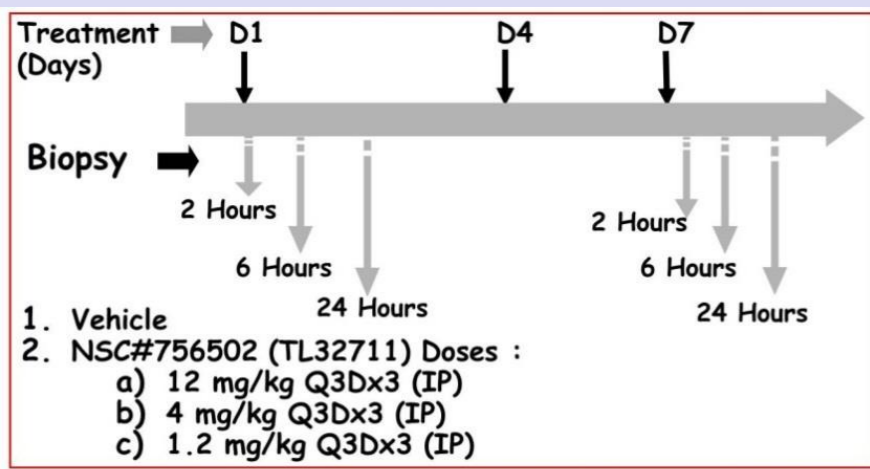 Treatment D1 D4 D7
(Days)
Biopsy
2 Hours 2 Hours
6 Hours 6 Hours
24 Hours 24 Hours
1. Vehicle
2. NSC#756502 (TL32711) Doses :
a) 12 mg/kg Q3Dx3 (IP)
b) 4 mg/kg Q3Dx3 (IP)
c) 1.2 mg/kg Q3Dx3 (IP)